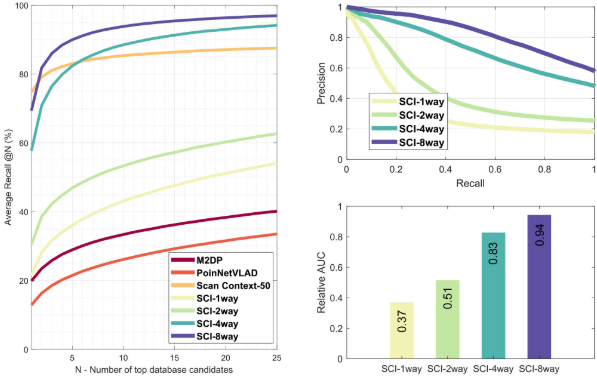 100
80
60
40
20
0
5
10
15
20
25
Average Recall @N (%)
N - Number of top database candidates
M2DP
PoinNetVLAD
Scan Context-50
SCI-1way
SCI-2way
SCI-4way
SCI-8way
1
0.8
0.6
0.4
0.2
0
0
0.2
0.4
0.6
0.8
1
Precision
Recall
SCI-1way
SCI-2way
SCI-4way
SCI-8way
1
0.8
0.6
0.4
0.2
0
Relative AUC
0.37
0.51
0.83
0.94
SCI-1way
SCI-2way
SCI-4way
SCI-8way